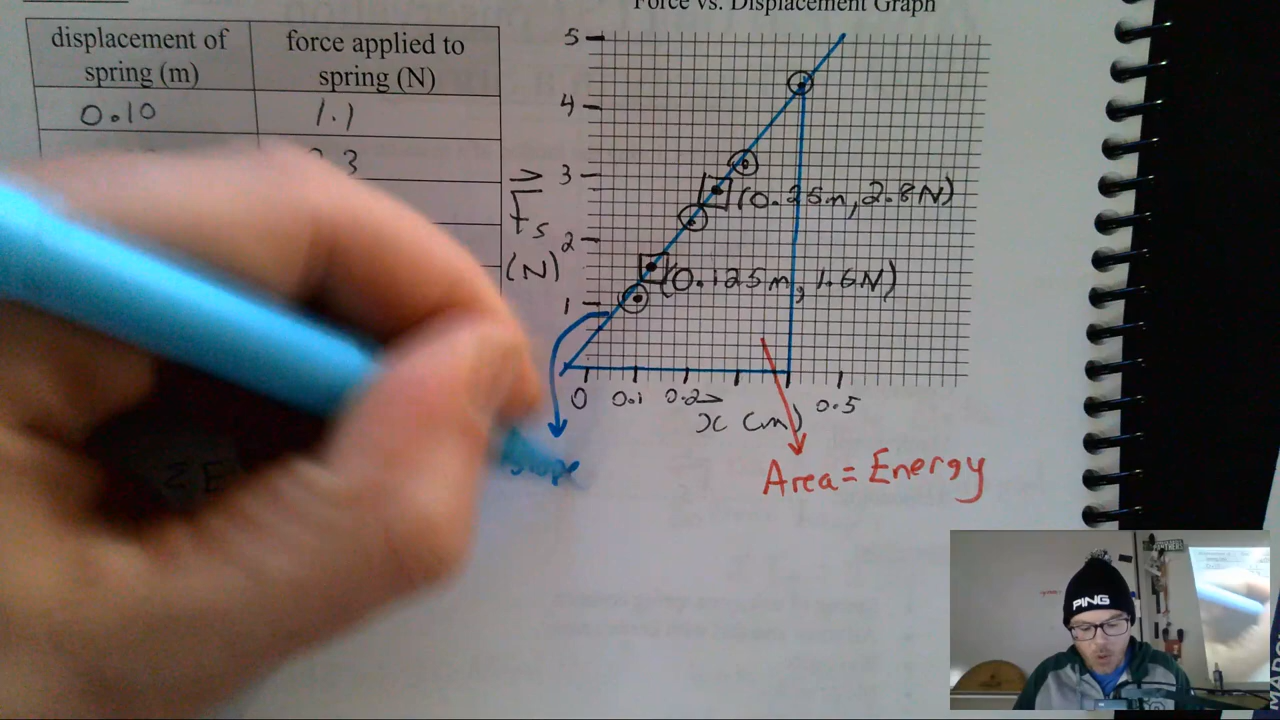 Force vs. Displacement Graph
displacement of spring (m)
force applied to spring (N)
0.10
1.1
3
5
4
3
2
1
F_s
(N)
(0.25m, 2.8N)
(0.125m, 1.6N)
0 0.1 0.2 0.5
x (m)
Slope
Area = Energy
PING